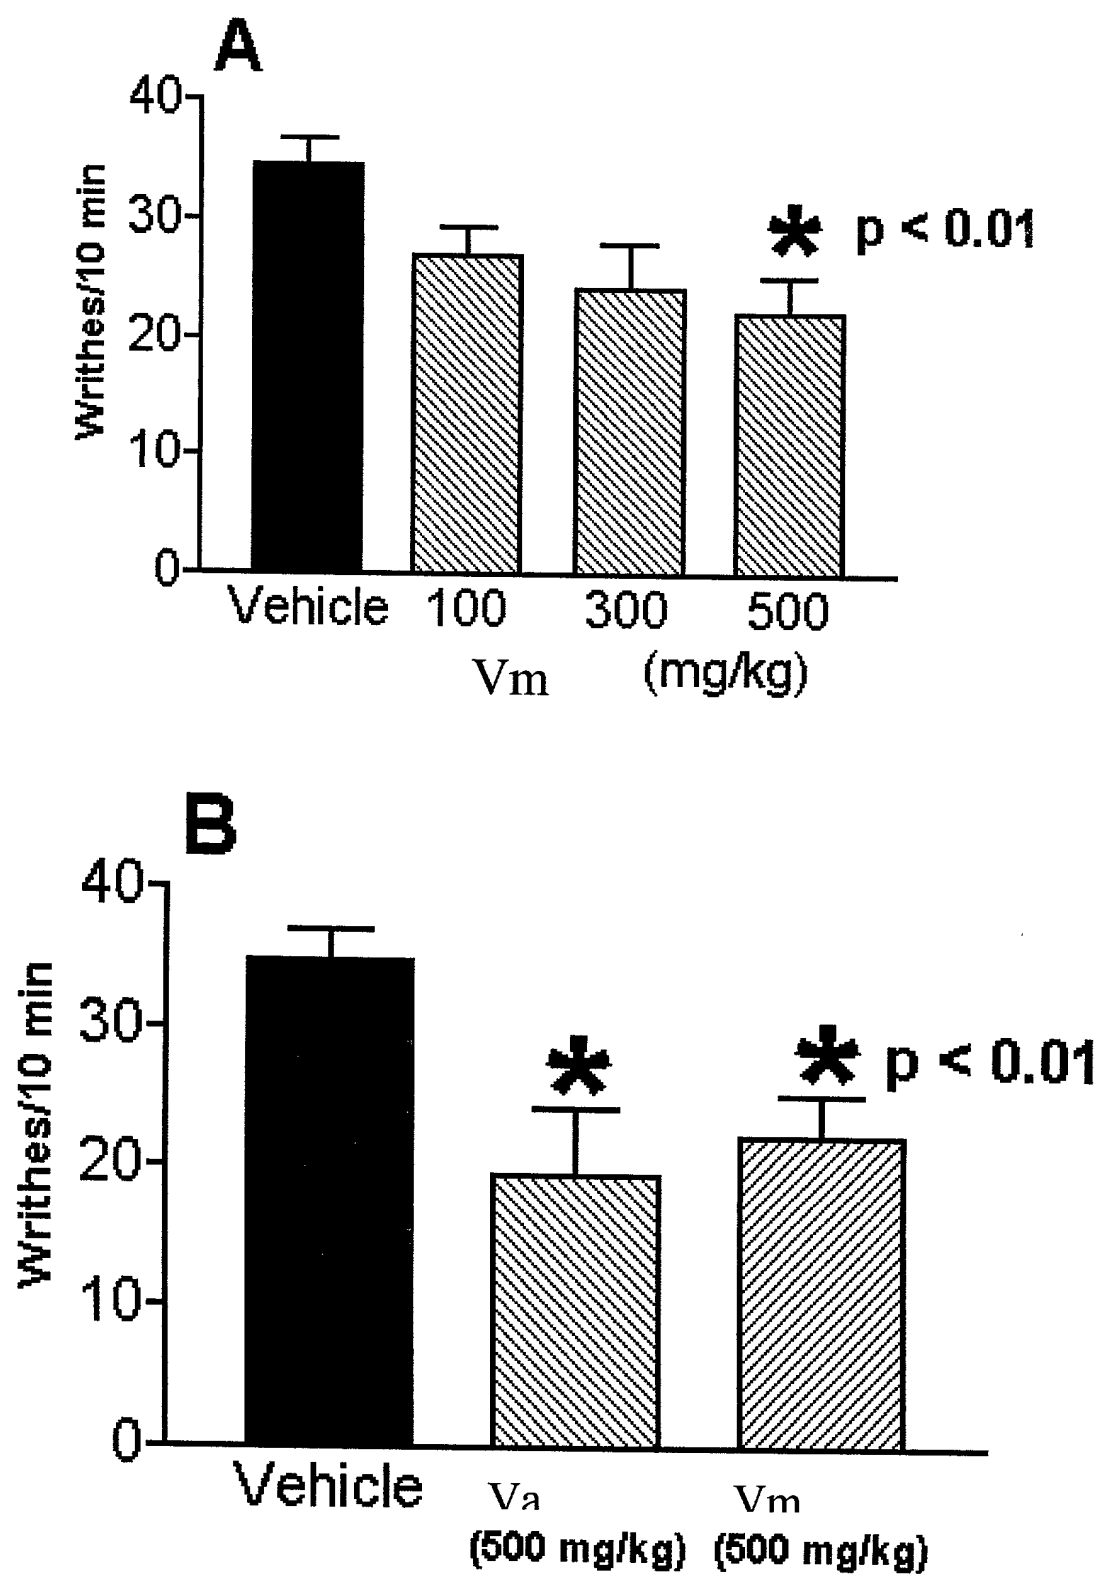 A
40
30
20
10
0
Writhes/10 min
* p < 0.01
Vehicle 100 300 500
Vm (mg/kg)
B
40
30
20
10
0
Writhes/10 min
* * p < 0.01
Vehicle Va Vm
(500 mg/kg) (500 mg/kg)